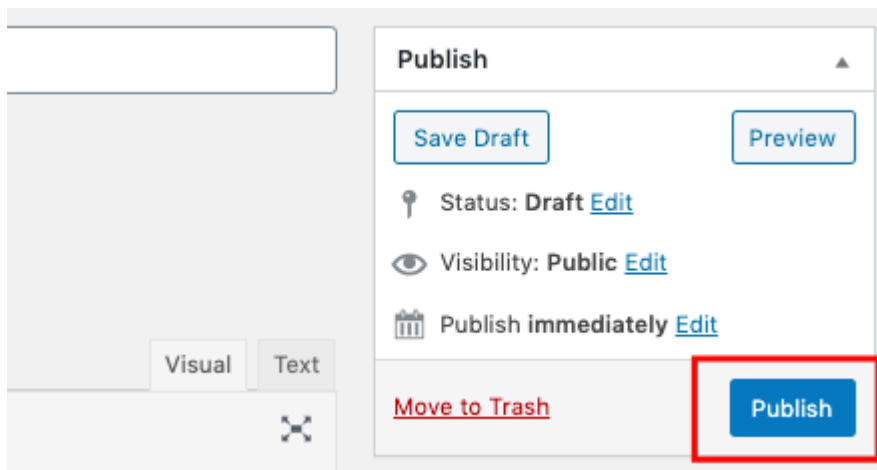 Publish
Save Draft Preview
Status: Draft Edit
Visibility: Public Edit
Publish immediately Edit
Visual Text
Move to Trash Publish